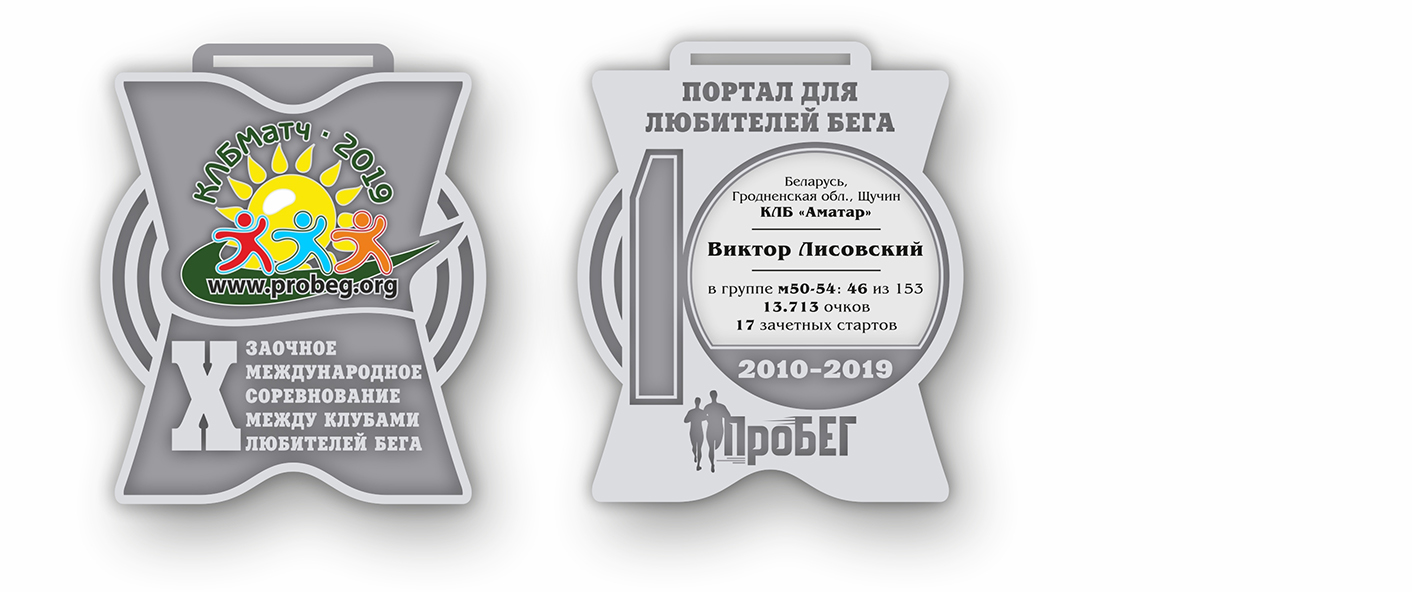 КЛБМатч · 2019
www.probeg.org
X
ЗАОЧНОЕ
МЕЖДУНАРОДНОЕ
СОРЕВНОВАНИЕ
МЕЖДУ КЛУБАМИ
ЛЮБИТЕЛЕЙ БЕГА
ПОРТАЛ ДЛЯ
ЛЮБИТЕЛЕЙ БЕГА
10
Беларусь,
Гродненская обл., Щучин
КЛБ «Аматар»
Виктор Лисовский
в группе м50-54: 46 из 153
13.713 очков
17 зачетных стартов
2010-2019
ПроБЕГ